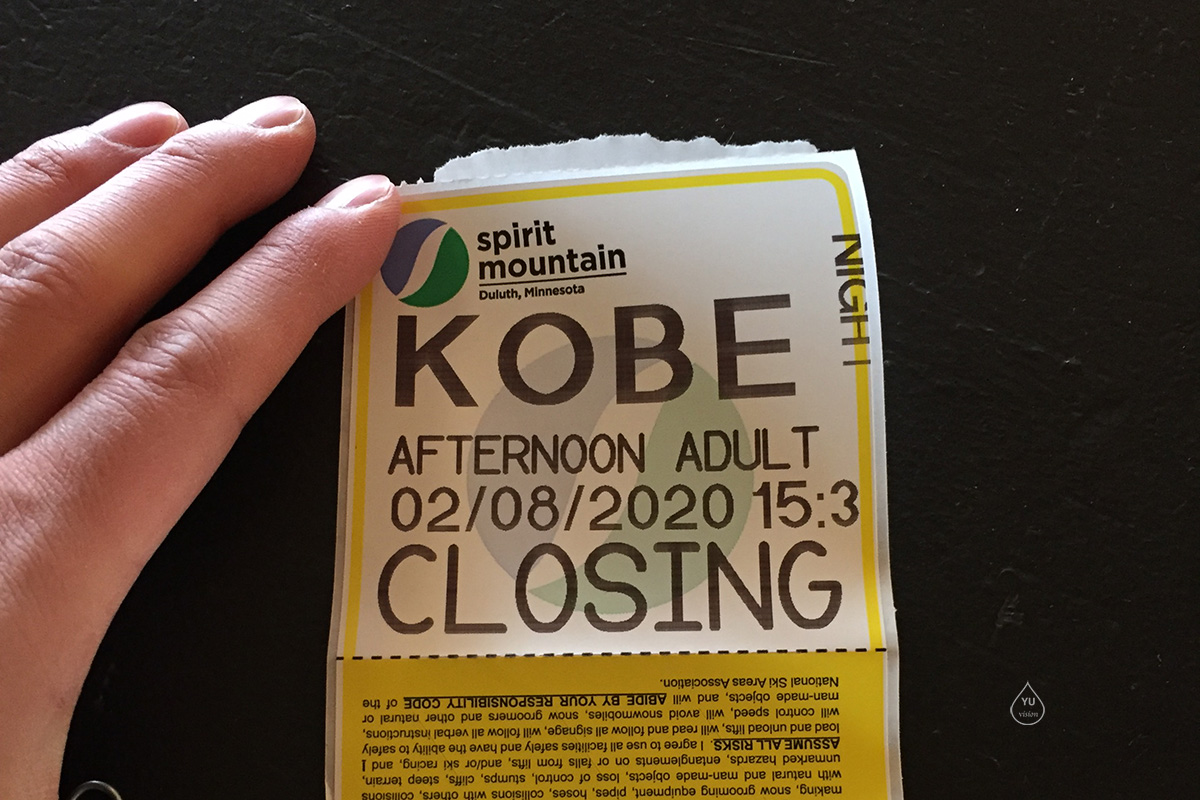 spirit
mountain
Duluth, Minnesota
KOBE
AFTERNOON ADULT
02/08/2020 15:3
CLOSING
NIGHT
making, snow grooming equipment, pipes, hoses, collisions with others, collisions
with natural and man-made objects, loss of control, stumps, cliffs, steep terrain,
unmarked hazards, entanglements on or falls from lifts, and/or ski racing, and I
ASSUME ALL RISKS. I agree to use all facilities safely and have the ability to safely
load and unload lifts, will read and follow all signage, will follow all verbal instructions,
will control speed, will avoid snowmobiles, snow groomers and other or natural or
man-made objects, and will ABIDE BY YOUR RESPONSIBILITY CODE of the
National Ski Areas Association.
YU
vision